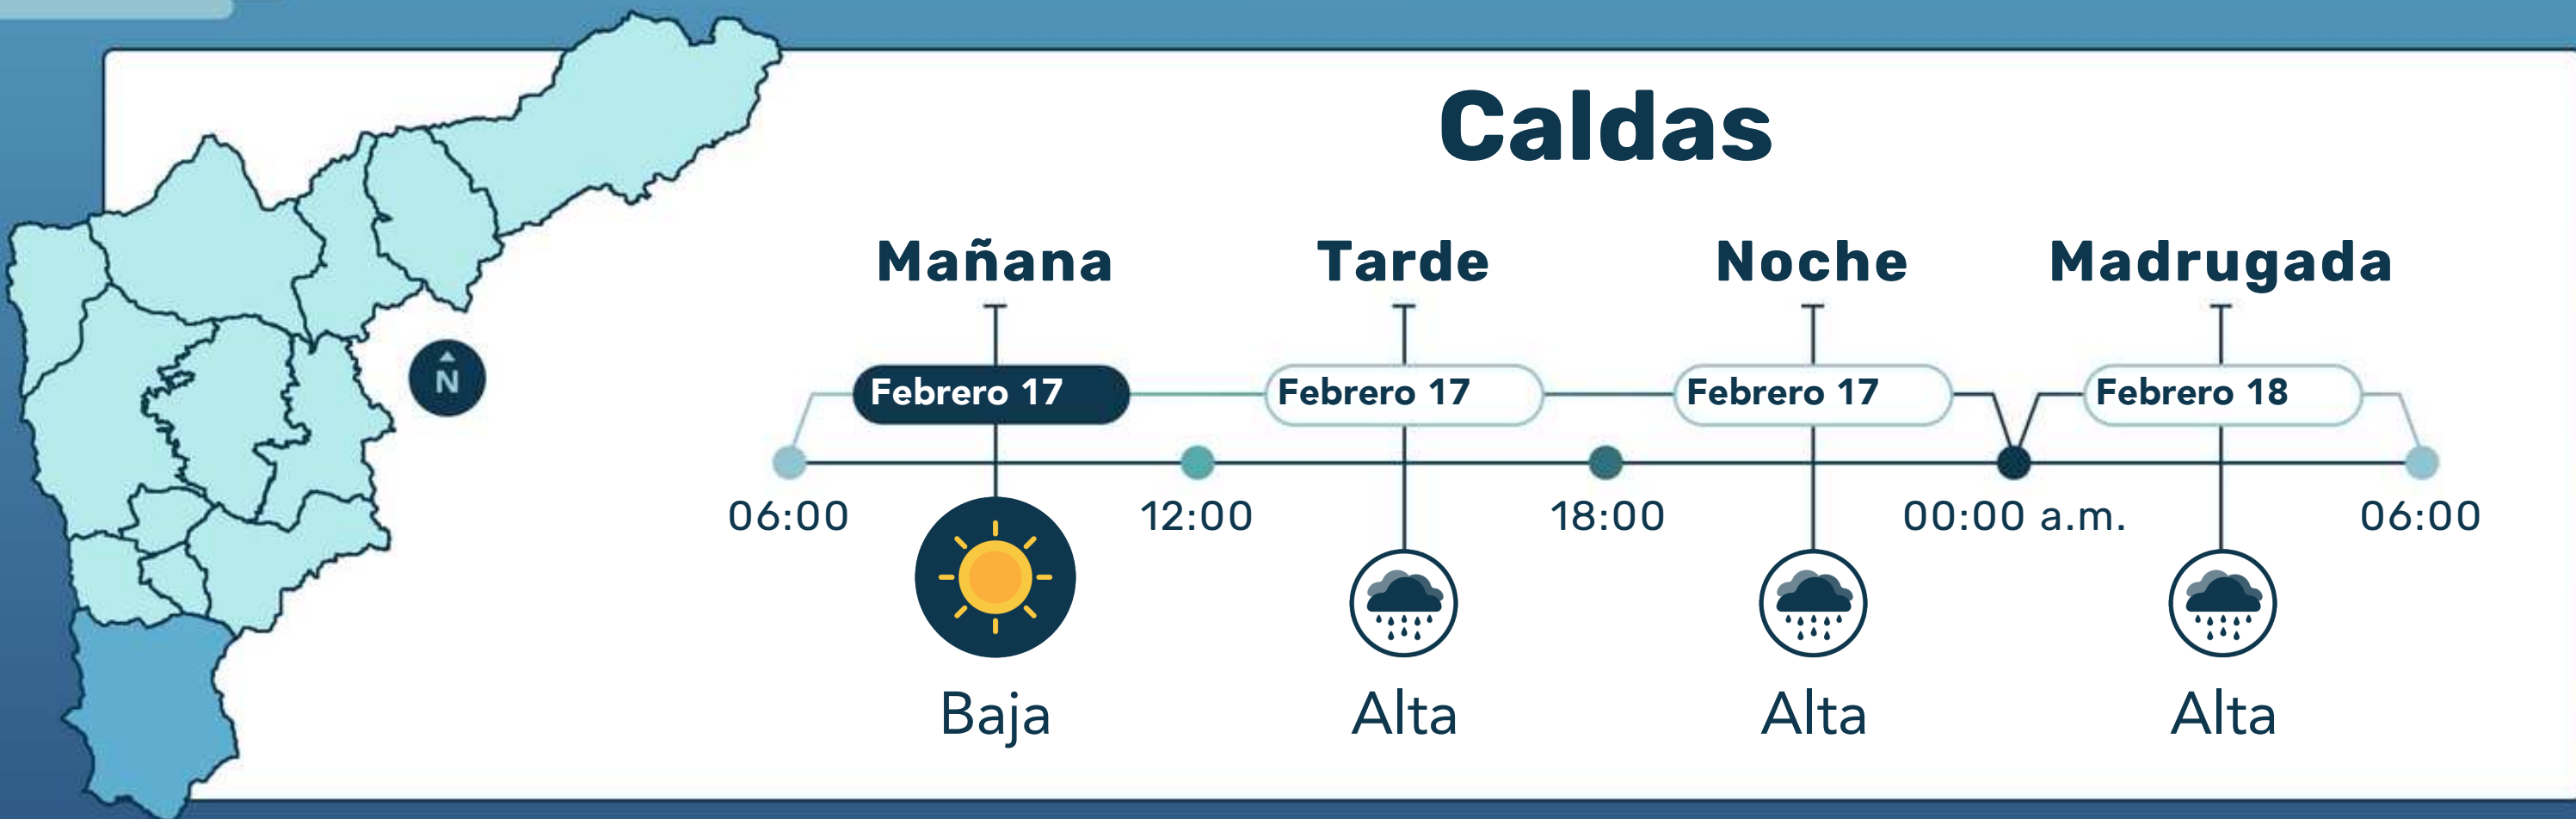 Caldas
Mañana Tarde Noche Madrugada
Febrero 17 Febrero 17 Febrero 17 Febrero 18
N
06:00 12:00 18:00 00:00 a.m. 06:00
Baja Alta Alta Alta